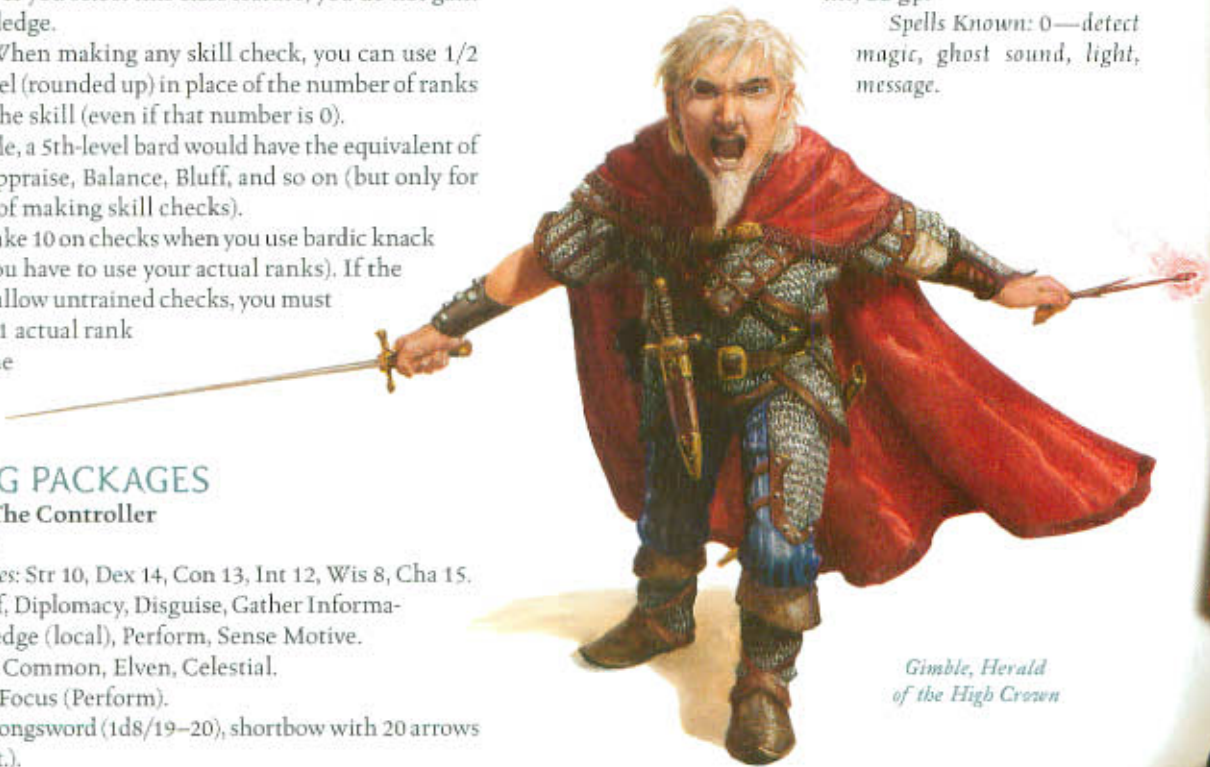 ledge.
When making any skill check, you can use 1/2
el (rounded up) in place of the number of ranks
he skill (even if that number is 0).
le, a 5th-level bard would have the equivalent of
ppraise, Balance, Bluff, and so on (but only for
of making skill checks).
ke 10 on checks when you use bardic knack
ou have to use your actual ranks). If the
llow untrained checks, you must
1 actual rank
e
G PACKAGES
The Controller
es: Str 10, Dex 14, Con 13, Int 12, Wis 8, Cha 15.
f, Diplomacy, Disguise, Gather Informa-
edge (local), Perform, Sense Motive.
Common, Elven, Celestial.
Focus (Perform).
ongsword (1d8/19–20), shortbow with 20 arrows
t.).
Spells Known: 0—detect
magic, ghost sound, light,
message.
Gimble, Herald
of the High Crown